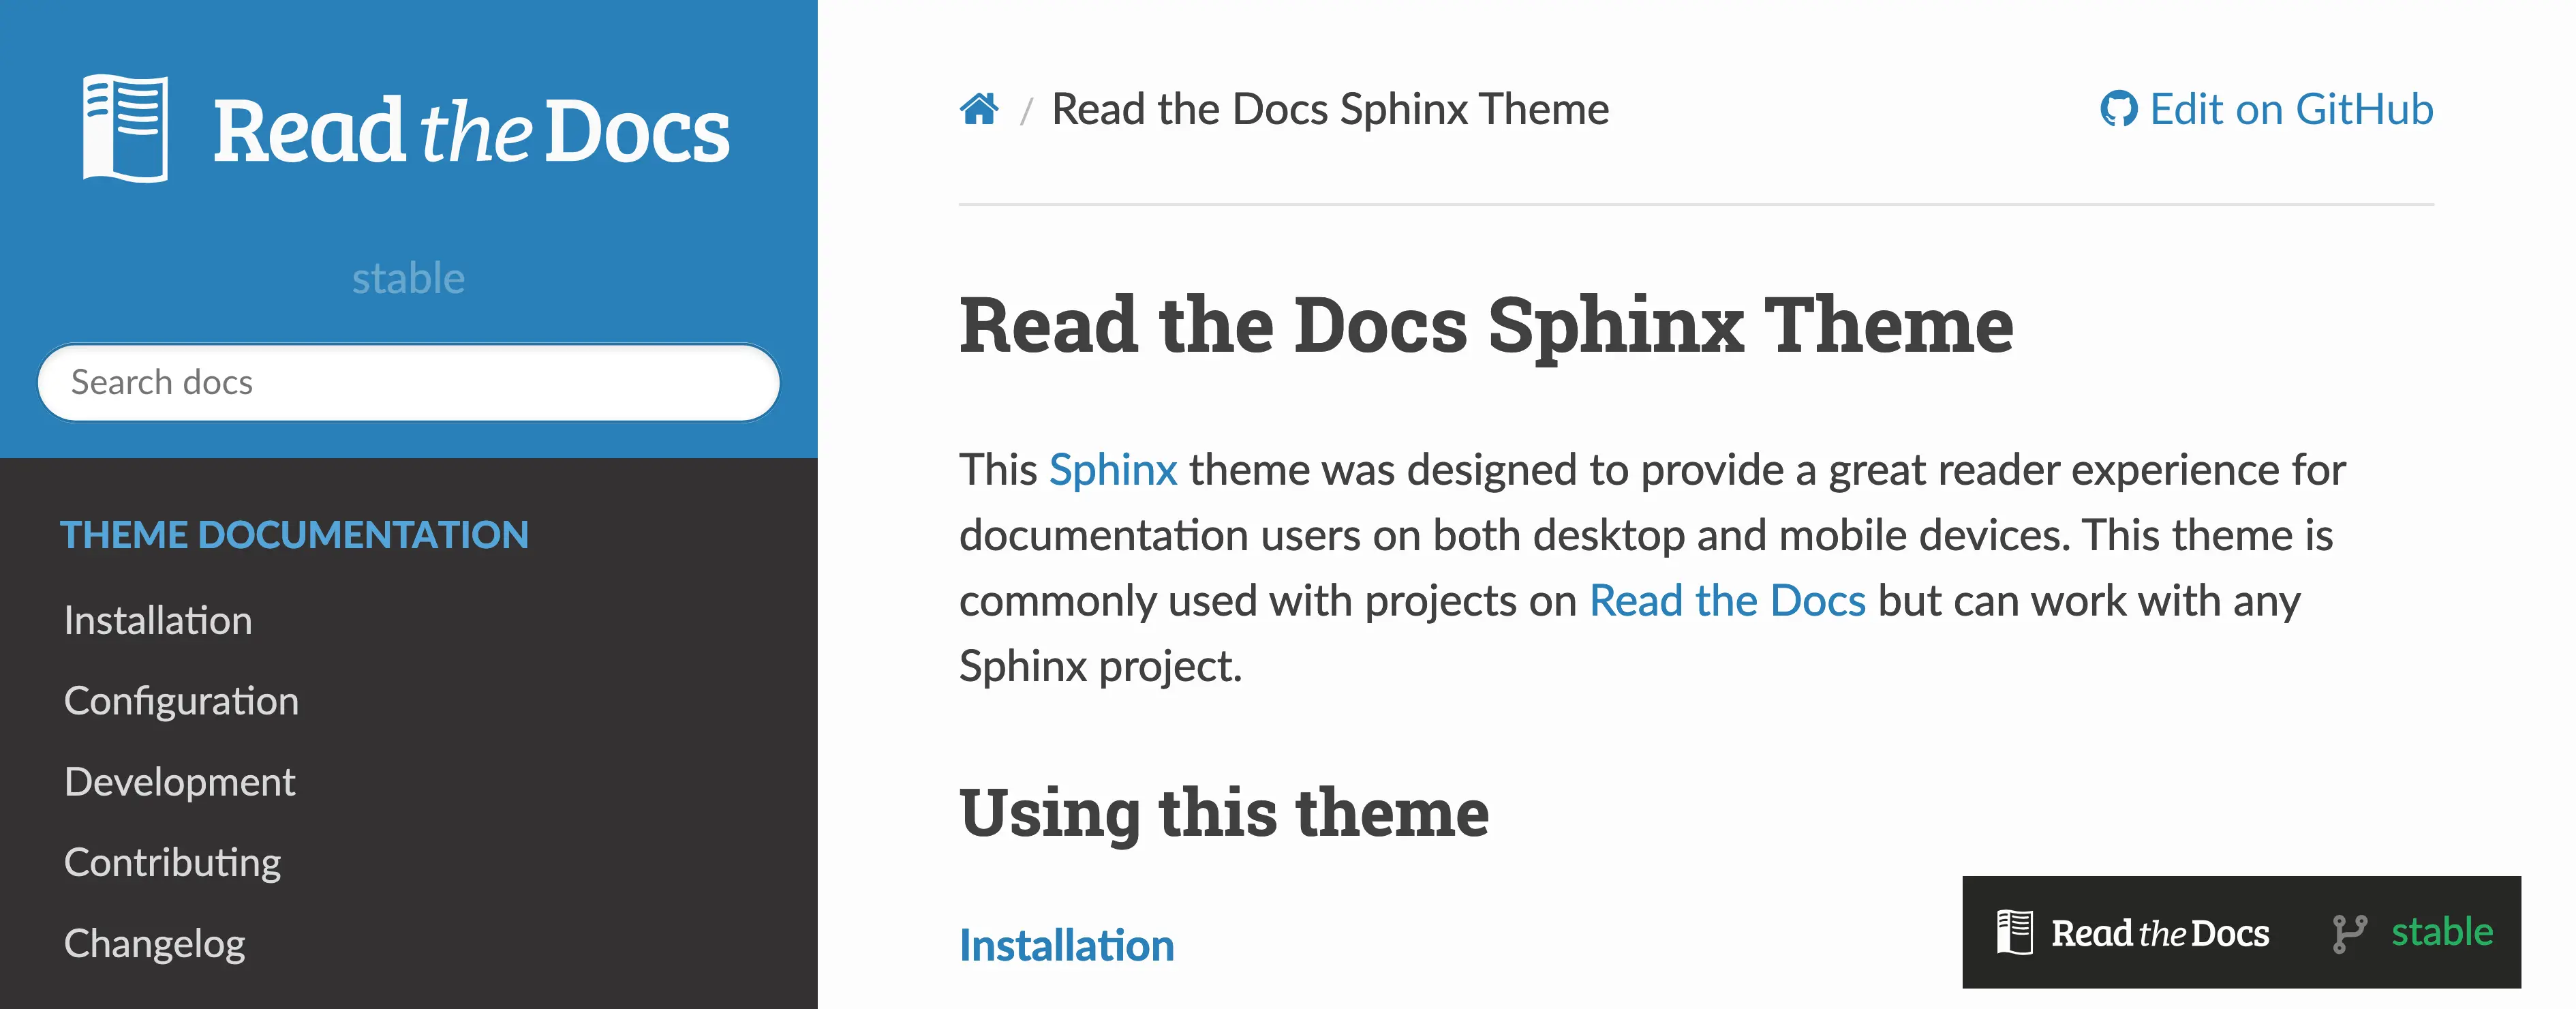 Read the Docs
stable
Search docs
THEME DOCUMENTATION
Installation
Configuration
Development
Contributing
Changelog
/ Read the Docs Sphinx Theme
Edit on GitHub
Read the Docs Sphinx Theme
This Sphinx theme was designed to provide a great reader experience for
documentation users on both desktop and mobile devices. This theme is
commonly used with projects on Read the Docs but can work with any
Sphinx project.
Using this theme
Installation
Read the Docs stable